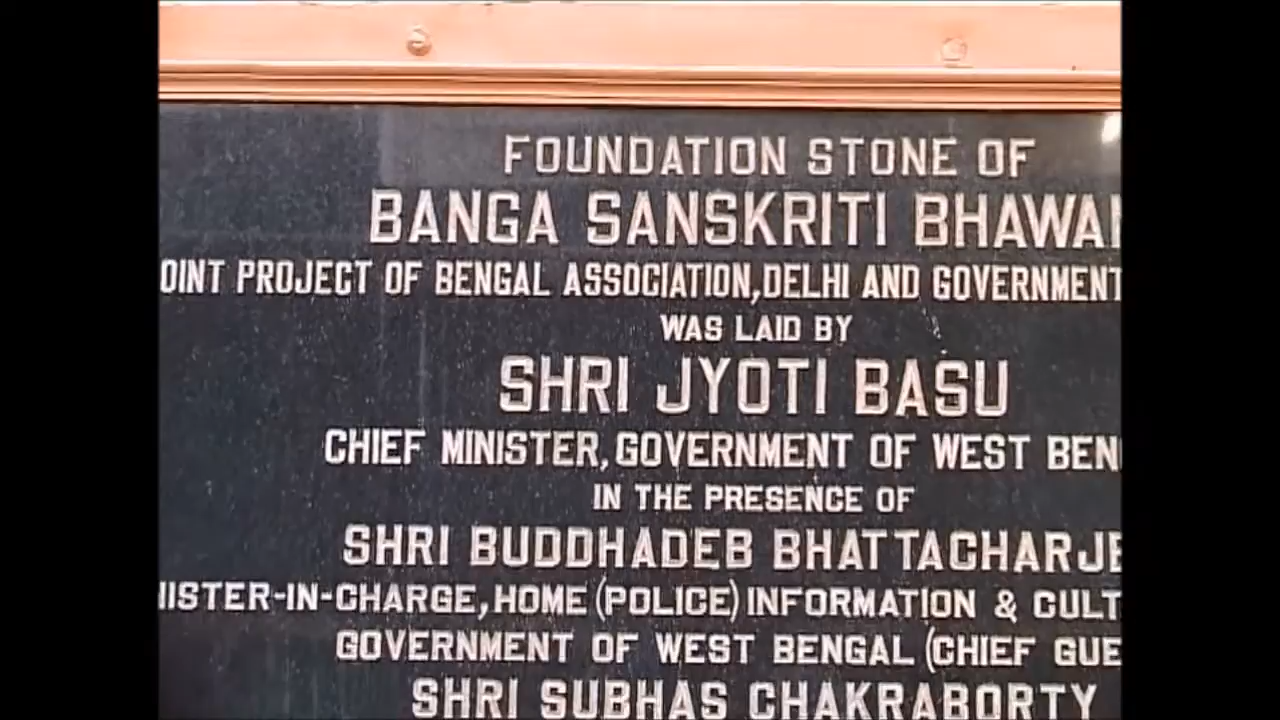 FOUNDATION STONE OF
BANGA SANSKRITI BHAWA
OINT PROJECT OF BENGAL ASSOCIATION, DELHI AND GOVERNMENT
WAS LAID BY
SHRI JYOTI BASU
CHIEF MINISTER, GOVERNMENT OF WEST BEN
IN THE PRESENCE OF
SHRI BUDDHADEB BHATTACHARJE
NISTER-IN-CHARGE, HOME (POLICE) INFORMATION & CULT
GOVERNMENT OF WEST BENGAL (CHIEF GUE
SHRI SUBHAS CHAKRABORTY